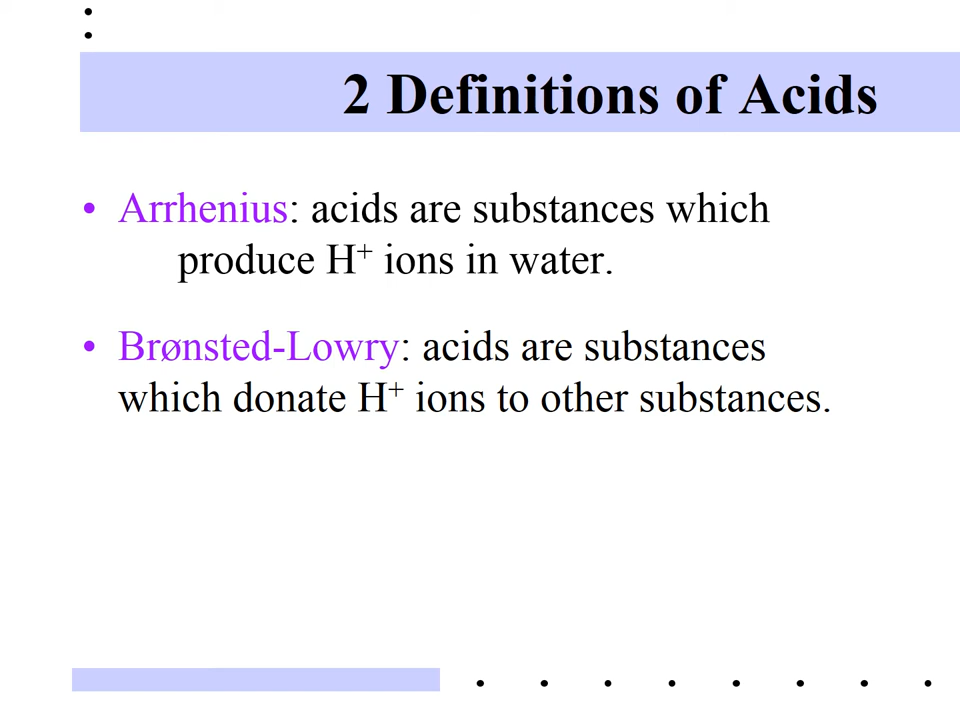 2 Definitions of Acids
• Arrhenius: acids are substances which
produce H⁺ ions in water.
• Brønsted-Lowry: acids are substances
which donate H⁺ ions to other substances.